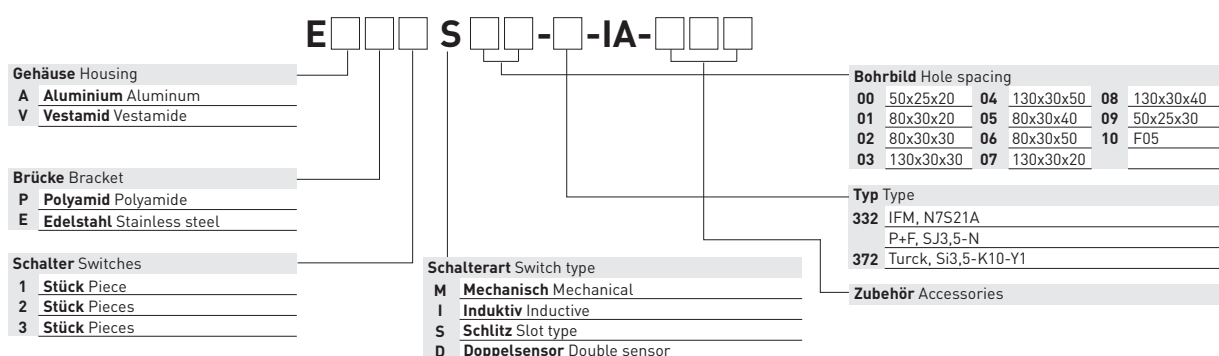 E□□□ S □□-□-IA-□□□
Gehäuse Housing
A Aluminium Aluminum
V Vestamid Vestamide
Brücke Bracket
P Polyamid Polyamide
E Edelstahl Stainless steel
Schalter Switches
1 Stück Piece
2 Stück Pieces
3 Stück Pieces
Schalterart Switch type
M Mechanisch Mechanical
I Induktiv Inductive
S Schlitz Slot type
D Doppelsensor Double sensor
Bohrbild Hole spacing
00 50x25x20 04 130x30x50 08 130x30x40
01 80x30x20 05 80x30x40 09 50x25x30
02 80x30x30 06 80x30x50 10 F05
03 130x30x30 07 130x30x20
Typ Type
332 IFM, N7S21A
P+F, SJ3,5-N
372 Turck, Si3,5-K10-Y1
Zubehör Accessories